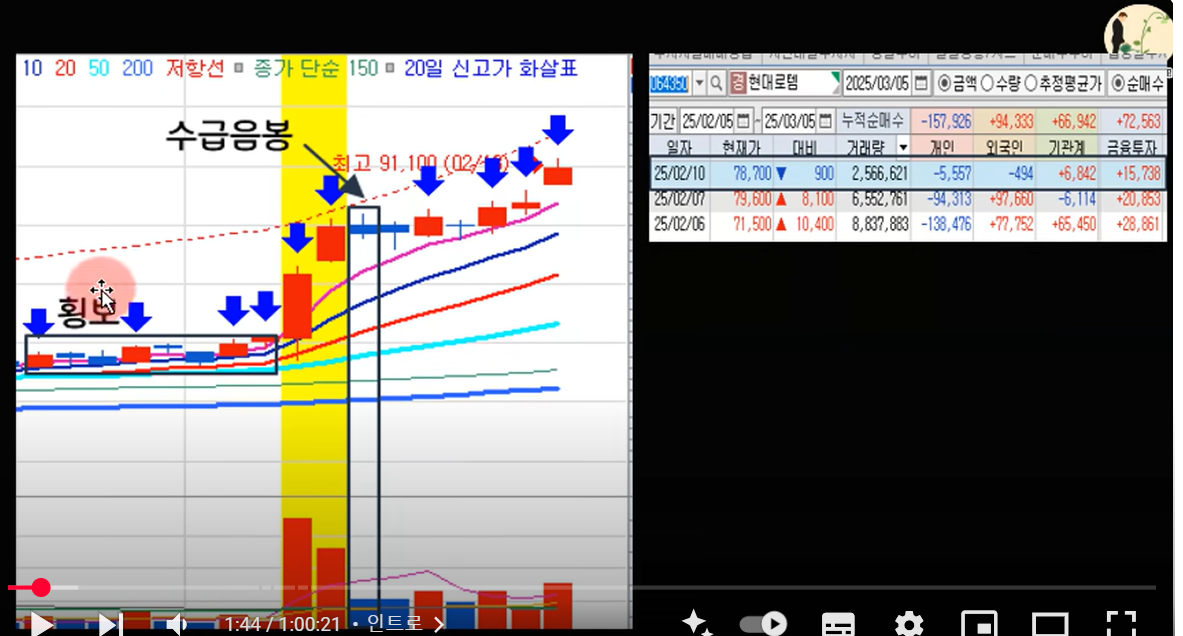 10 20 50 200 저항선 종가 단순 150 20일 신고가 화살표
수급음봉
최고 91,100 (02/
횡보
064350 현대로템 2025/03/05 금액 수량 추정평균가 순매수
기간 25/02/05 ~ 25/03/05 누적순매수 -157,926 +94,333 +66,942 +72,563
일자 현재가 대비 거래량 개인 외국인 기관계 금융투자
25/02/10 78,700 ▼ 900 2,566,621 -5,557 -494 +6,842 +15,738
25/02/07 79,600 ▲ 8,100 6,552,761 -94,313 +97,660 -6,114 +20,853
25/02/06 71,500 ▲ 10,400 8,837,883 -138,476 +77,752 +65,450 +28,861
1:44 / 1:00:21 • 인트로